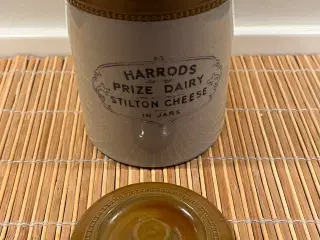 HARRODS
PRIZE DAIRY
STILTON CHEESE
IN JARS